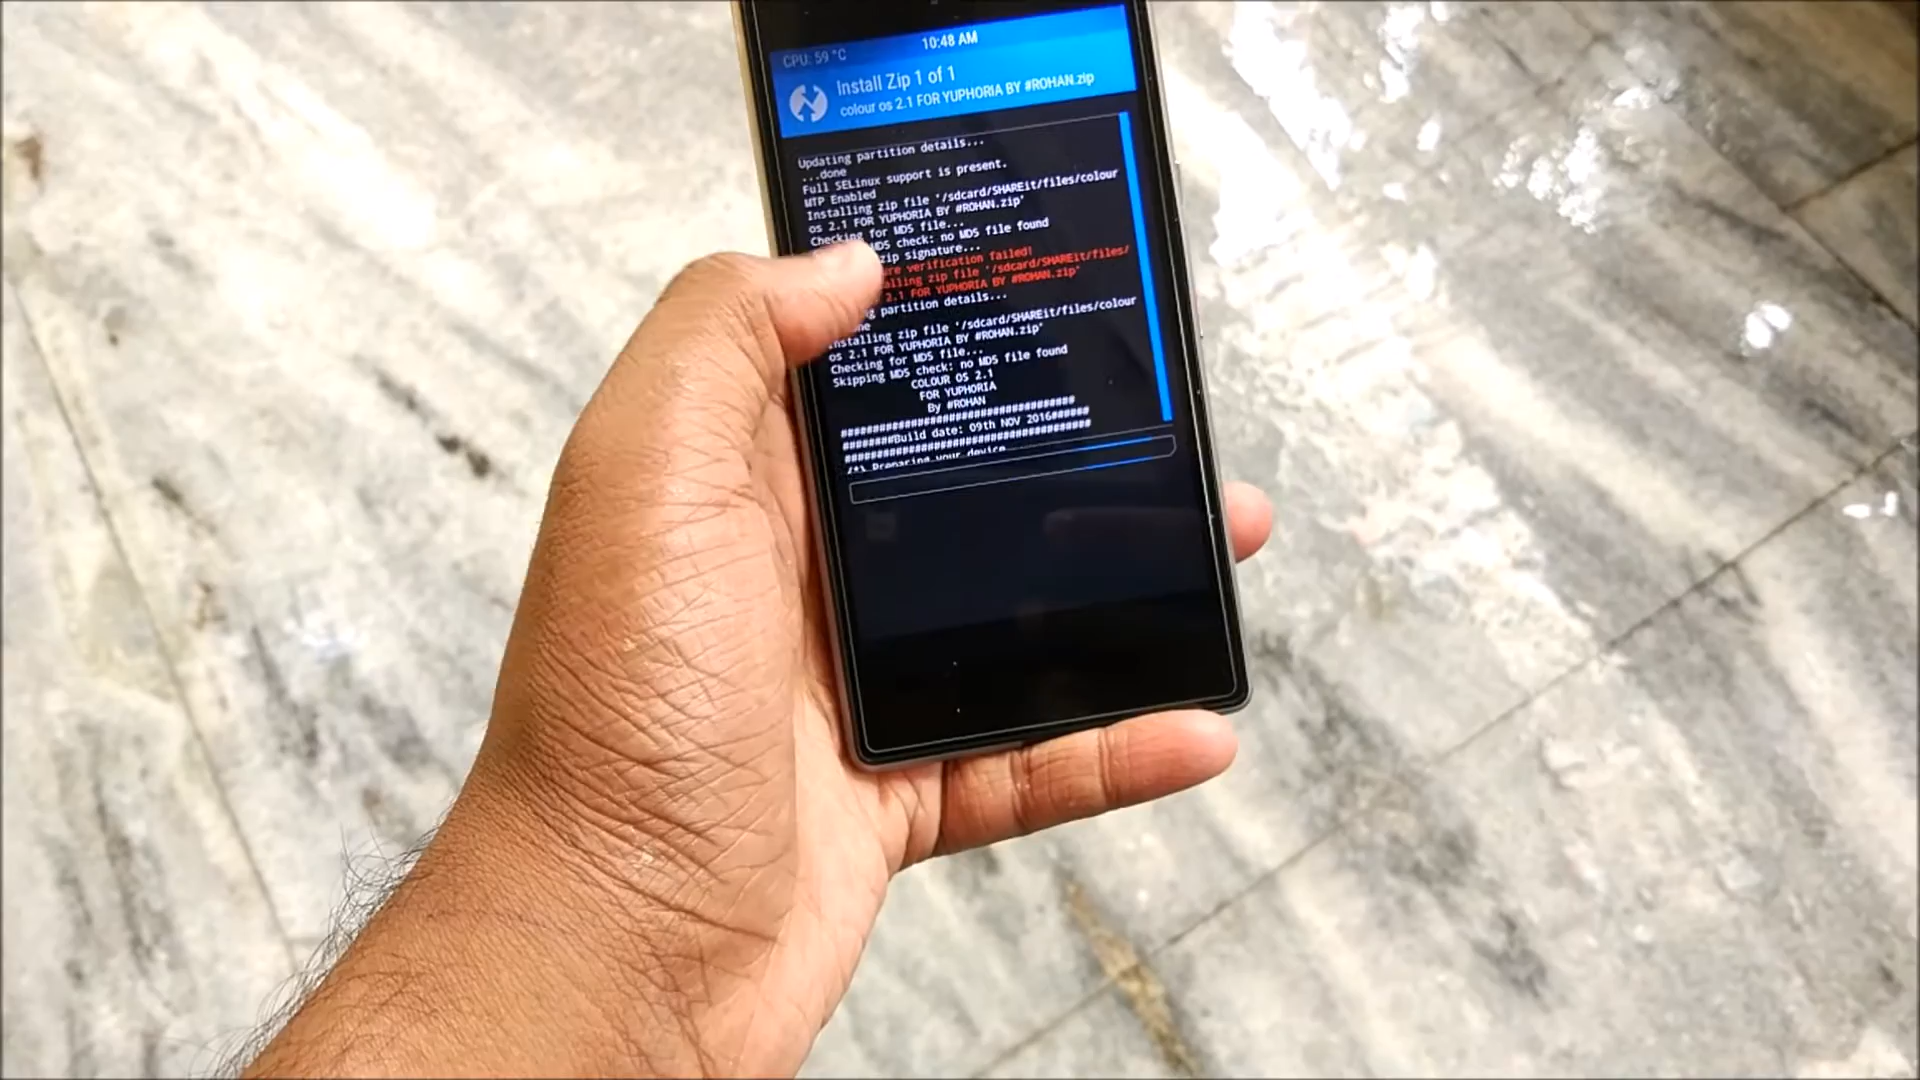 10:48 AM
CPU: 59 °C
Install Zip 1 of 1
colour os 2.1 FOR YUPHORIA BY #ROHAN.zip
Updating partition details...
...done
Full SELinux support is present.
MTP Enabled
Installing zip file '/sdcard/SHAREit/files/colour
os 2.1 FOR YUPHORIA BY #ROHAN.zip'
Checking for MD5 file...
MD5 check: no MD5 file found
zip signature...
verification failed!
zip file '/sdcard/SHAREit/files/
2.1 FOR YUPHORIA BY #ROHAN.zip'
partition details...
Installing zip file '/sdcard/SHAREit/files/colour
os 2.1 FOR YUPHORIA BY #ROHAN.zip'
Checking for MD5 file...
Skipping MD5 check: no MD5 file found
COLOUR OS 2.1
FOR YUPHORIA
By #ROHAN
########Build date: 09th NOV 2016######
(*) Preparing your device